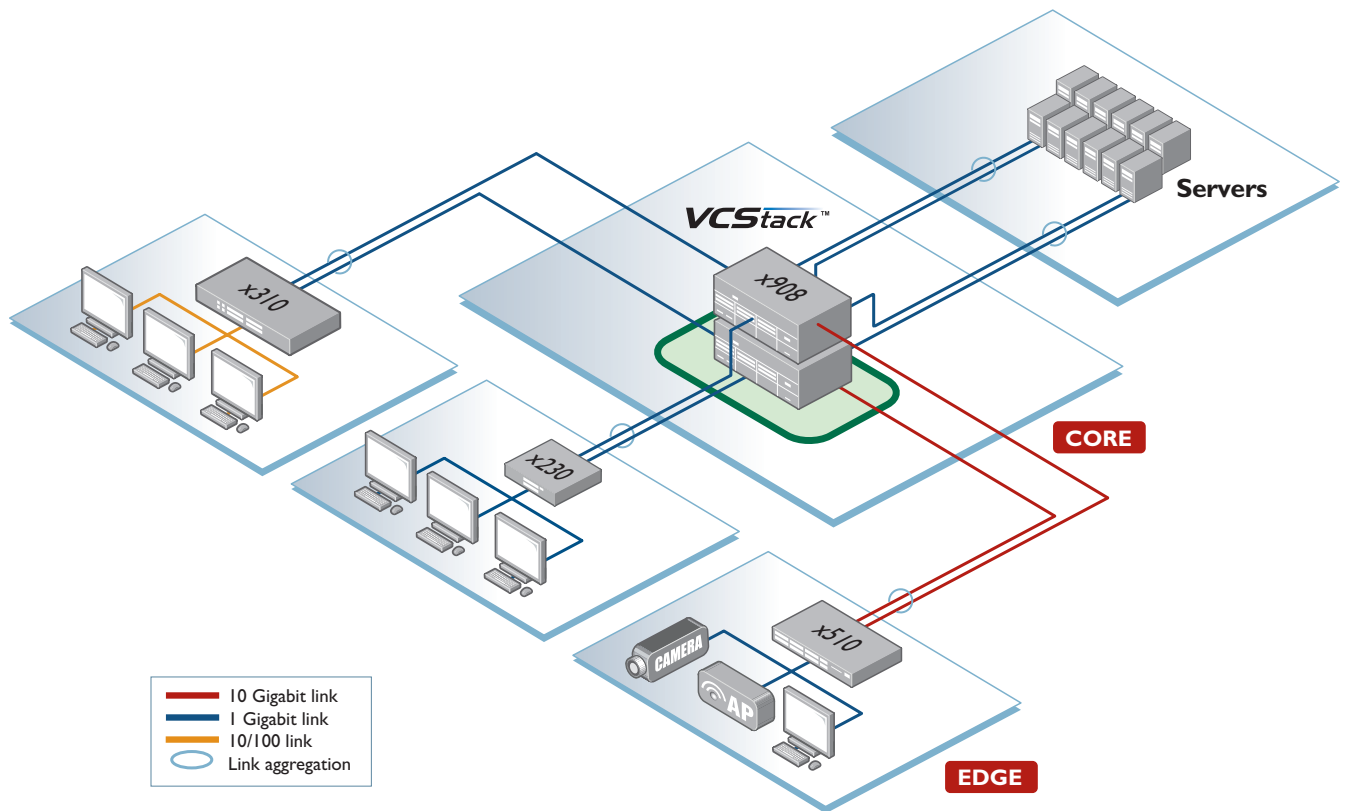 Servers
VCStack™
x908
x310
CORE
x230
x510
CAMERA
AP
10 Gigabit link
1 Gigabit link
10/100 link
Link aggregation
EDGE